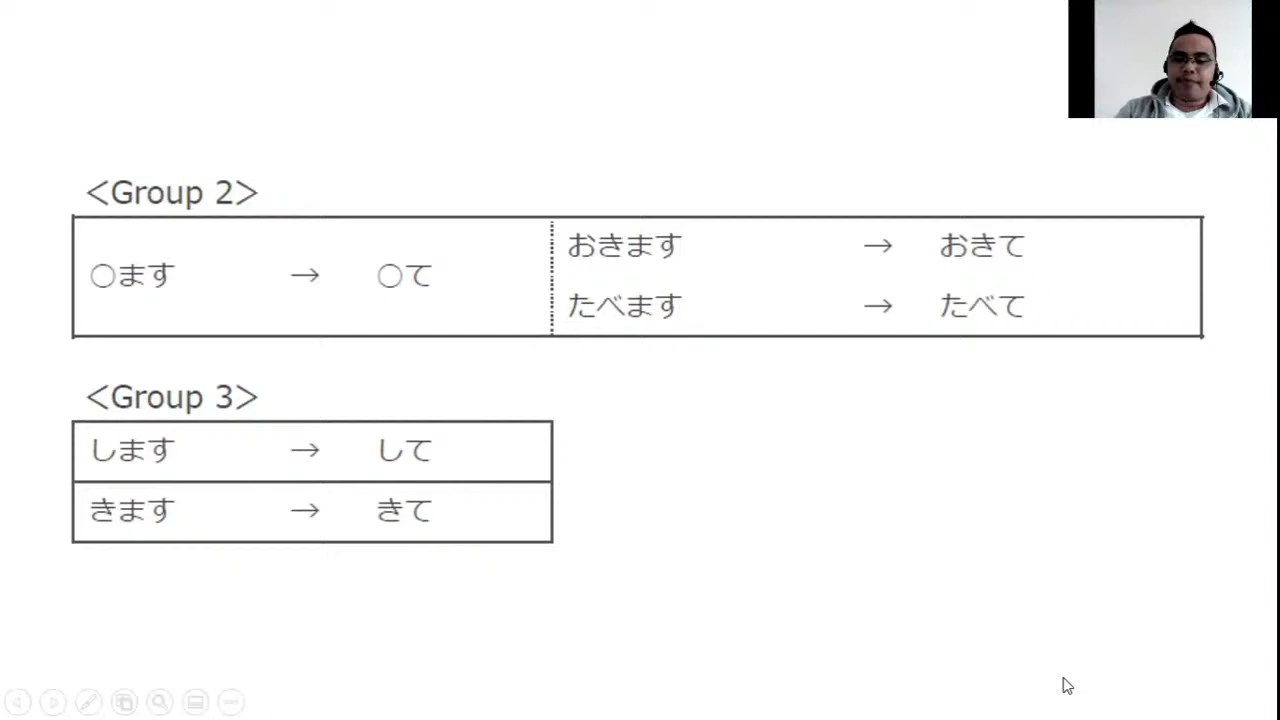 ＜Group 2＞
○ます → ○て
おきます → おきて
たべます → たべて
＜Group 3＞
します → して
きます → きて